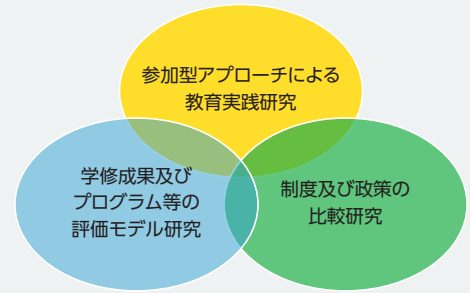 参加型アプローチによる
教育実践研究
学修成果及び
プログラム等の
評価モデル研究
制度及び政策の
比較研究